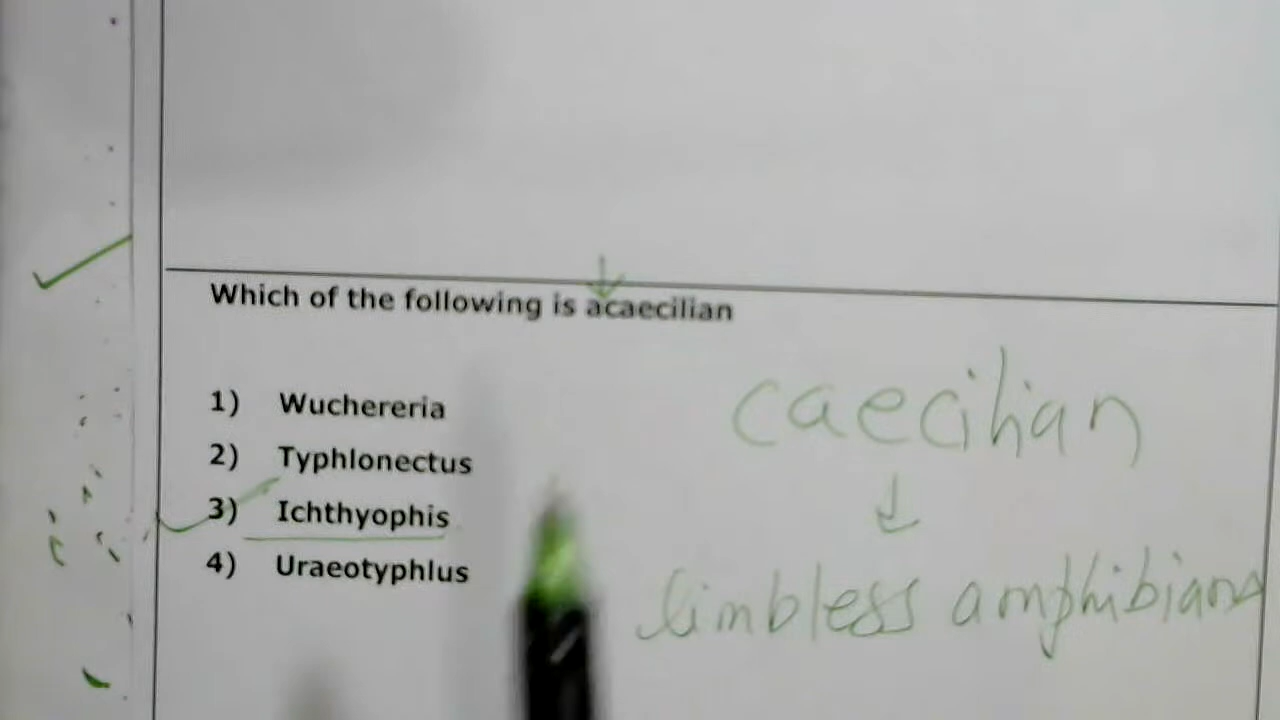 Which of the following is acaecilian
1) Wuchereria
2) Typhlonectus
3) Ichthyophis
4) Uraeotyphlus
caecilian
limbless amphibians